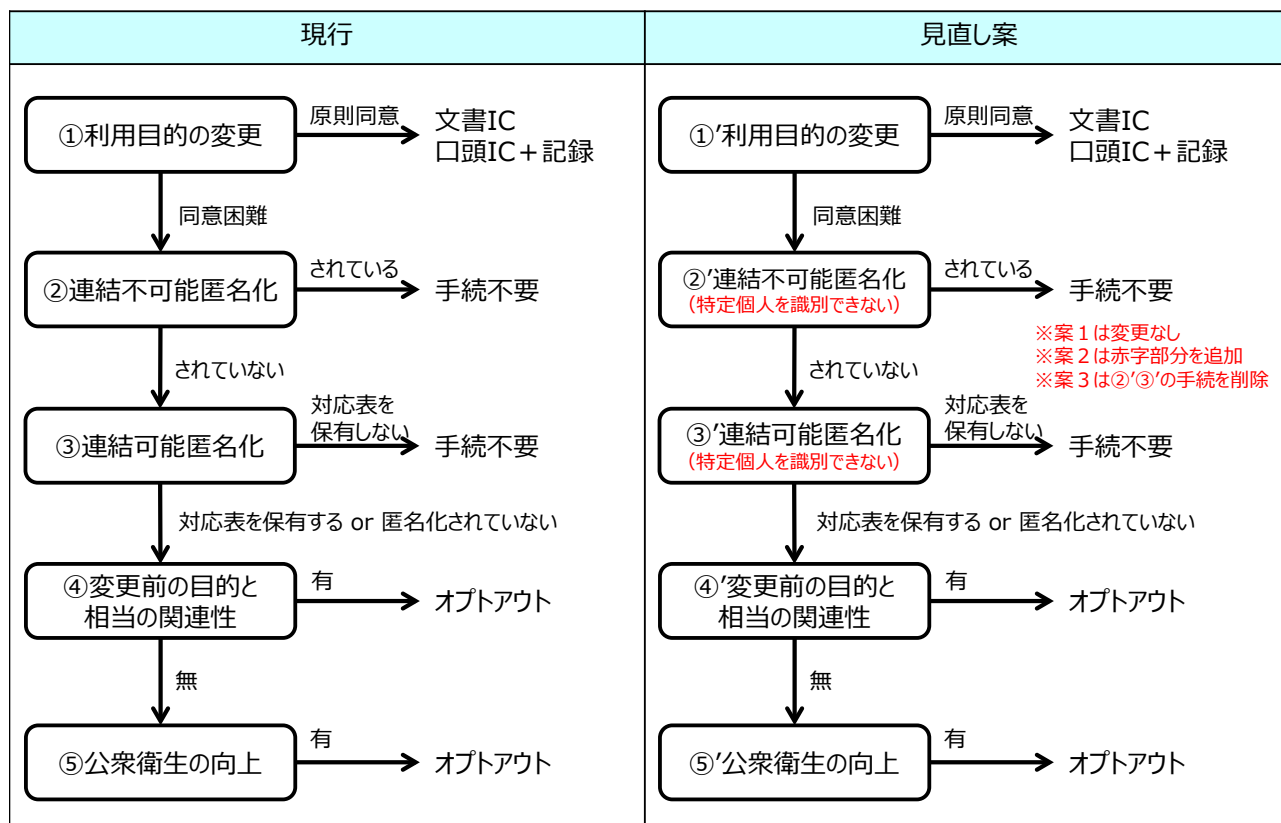 現行
①利用目的の変更
原則同意
文書IC
口頭IC＋記録
同意困難
②連結不可能匿名化
されている
手続不要
されていない
③連結可能匿名化
対応表を
保有しない
手続不要
対応表を保有する or 匿名化されていない
④変更前の目的と
相当の関連性
有
オプトアウト
無
⑤公衆衛生の向上
有
オプトアウト
見直し案
①’利用目的の変更
原則同意
文書IC
口頭IC＋記録
同意困難
②’連結不可能匿名化
（特定個人を識別できない）
されている
手続不要
※案１は変更なし
※案２は赤字部分を追加
※案３は②’③’の手続を削除
されていない
③’連結可能匿名化
（特定個人を識別できない）
対応表を
保有しない
手続不要
対応表を保有する or 匿名化されていない
④’変更前の目的と
相当の関連性
有
オプトアウト
無
⑤’公衆衛生の向上
有
オプトアウト